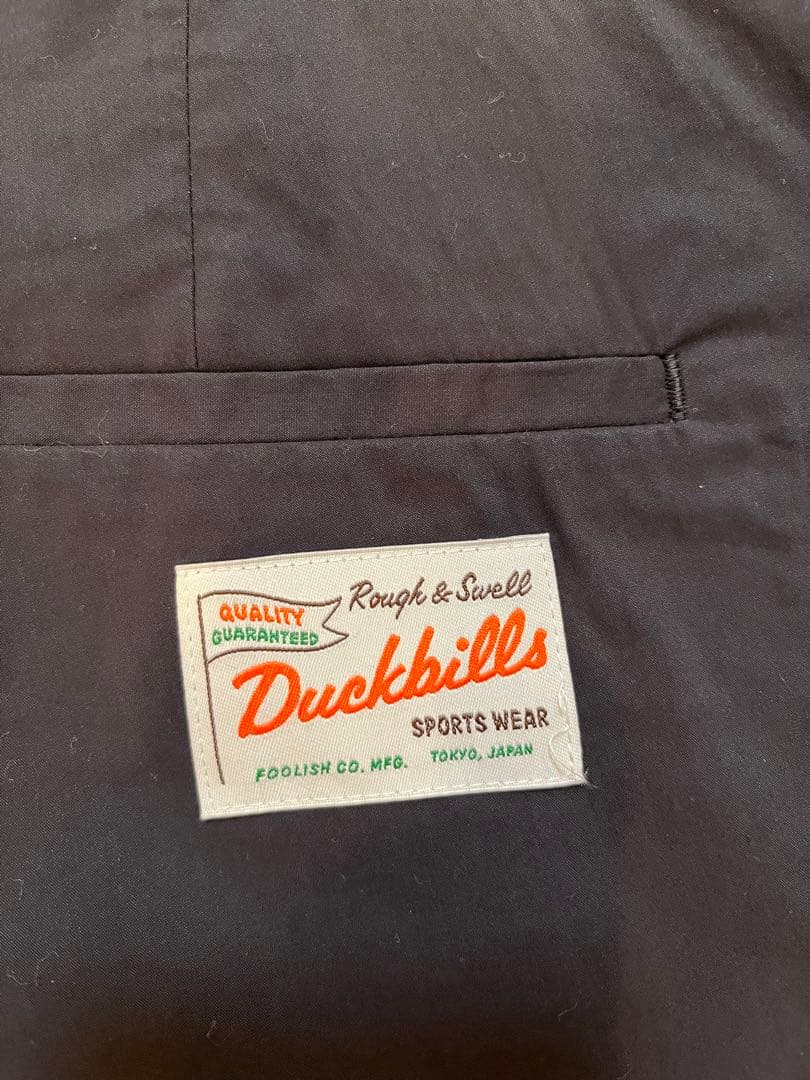 Rough & Swell
QUALITY
GUARANTEED
Duckbills
SPORTS WEAR
FOOLISH CO. MFG. TOKYO, JAPAN